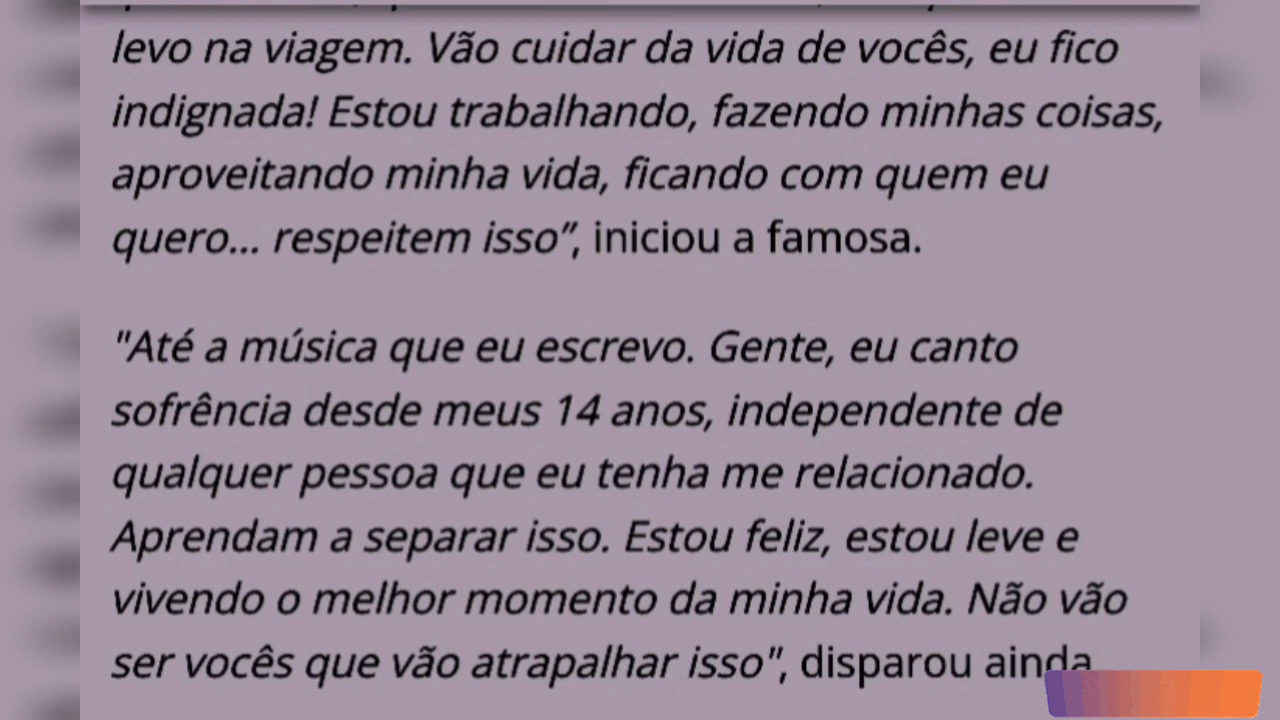 levo na viagem. Vão cuidar da vida de vocês, eu fico
indignada! Estou trabalhando, fazendo minhas coisas,
aproveitando minha vida, ficando com quem eu
quero... respeitem isso”, iniciou a famosa.
"Até a música que eu escrevo. Gente, eu canto
sofrência desde meus 14 anos, independente de
qualquer pessoa que eu tenha me relacionado.
Aprendam a separar isso. Estou feliz, estou leve e
vivendo o melhor momento da minha vida. Não vão
ser vocês que vão atrapalhar isso", disparou ainda